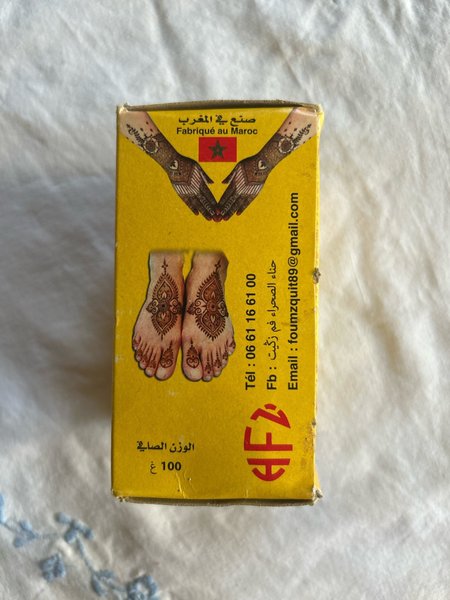 صنع في المغرب
Fabriqué au Maroc
Tél : 06 61 16 61 00
Fb : حناء الصحراء فم زكيت
Email : foumzquit89@gmail.com
HFZ
الوزن الصافي
100 غ